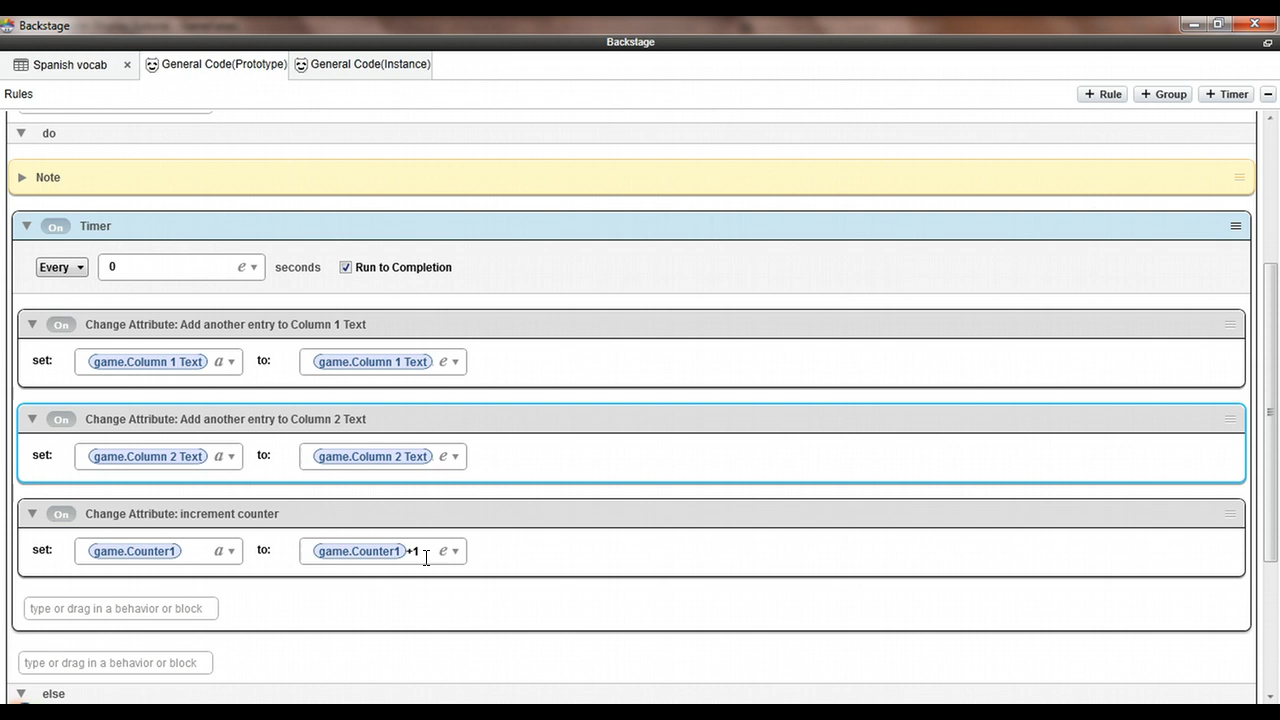 Backstage
Backstage
Spanish vocab × General Code(Prototype) General Code(Instance)
Rules + Rule + Group + Timer
do
Note
On Timer
Every 0 e seconds Run to Completion
On Change Attribute: Add another entry to Column 1 Text
set: game.Column 1 Text a to: game.Column 1 Text e
On Change Attribute: Add another entry to Column 2 Text
set: game.Column 2 Text a to: game.Column 2 Text e
On Change Attribute: increment counter
set: game.Counter1 a to: game.Counter1 +1 e
type or drag in a behavior or block
type or drag in a behavior or block
else